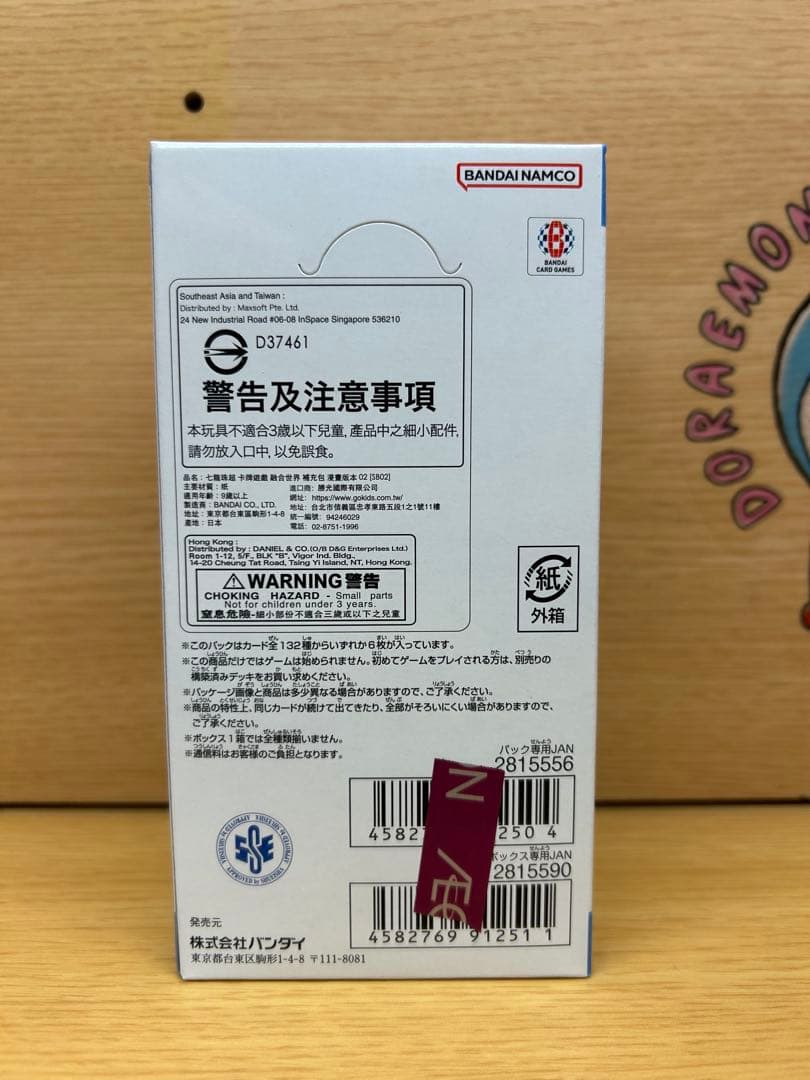 BANDAI NAMCO
BANDAI
CARD GAMES
Southeast Asia and Taiwan :
Distributed by : Maxsoft Pte. Ltd.
24 New Industrial Road #06-08 InSpace Singapore 536210
D37461
警告及注意事項
本玩具不適合3歲以下兒童,產品中之細小配件,
請勿放入口中,以免誤食。
品名:七龍珠超 卡牌遊戲 融合世界 補充包 漫畫版本 02 [SB02]
主要材質:紙
適用年齡:9歲以上
製造商:BANDAI CO., LTD.
地址:東京都台東區駒形1-4-8
產地:日本
進口商:勝光國際有限公司
網址:https://www.gokids.com.tw/
地址:台北市信義區忠孝東路五段1之1號11樓
統一編號:94246029
電話:02-8751-1996
Hong Kong :
Distributed by : DANIEL & CO.(O/B D&G Enterprises Ltd.)
Room 1-12, 5/F., BLK "B", Vigor Ind. Bldg.,
14-20 Cheung Tat Road, Tsing Yi Island, NT, Hong Kong.
WARNING 警告
CHOKING HAZARD - Small parts
Not for children under 3 years.
窒息危險-細小部份不適合三歲或以下之兒童
紙
外箱
※このパックはカード全132種からいずれか6枚が入っています。
※この商品だけではゲームは始められません。初めてゲームをプレイされる方は、別売りの
構築済みデッキをお買い求めください。
※パッケージ画像と商品は多少異なる場合がありますので、ご了承ください。
※商品の特性上、同じカードが続けて出てきたり、全部がそろいにくい場合がありますので、
ご了承ください。
※ボックス1箱では全種類揃いません。
※通信料はお客様のご負担となります。
パック専用JAN
2815556
4582 250 4
ボックス専用JAN
2815590
4582769 91251 1
発売元
株式会社バンダイ
東京都台東区駒形1-4-8 〒111-8081
DORAEMON